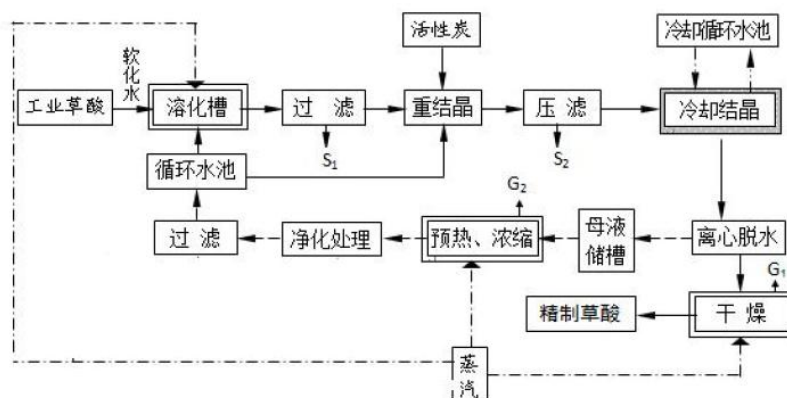 活性炭
冷却循环水池
软化水
工业草酸
溶化槽
过 滤
重结晶
压 滤
冷却结晶
S₁
S₂
循环水池
G₂
过 滤
净化处理
预热、浓缩
母液
储槽
离心脱水
G₁
精制草酸
干 燥
蒸汽